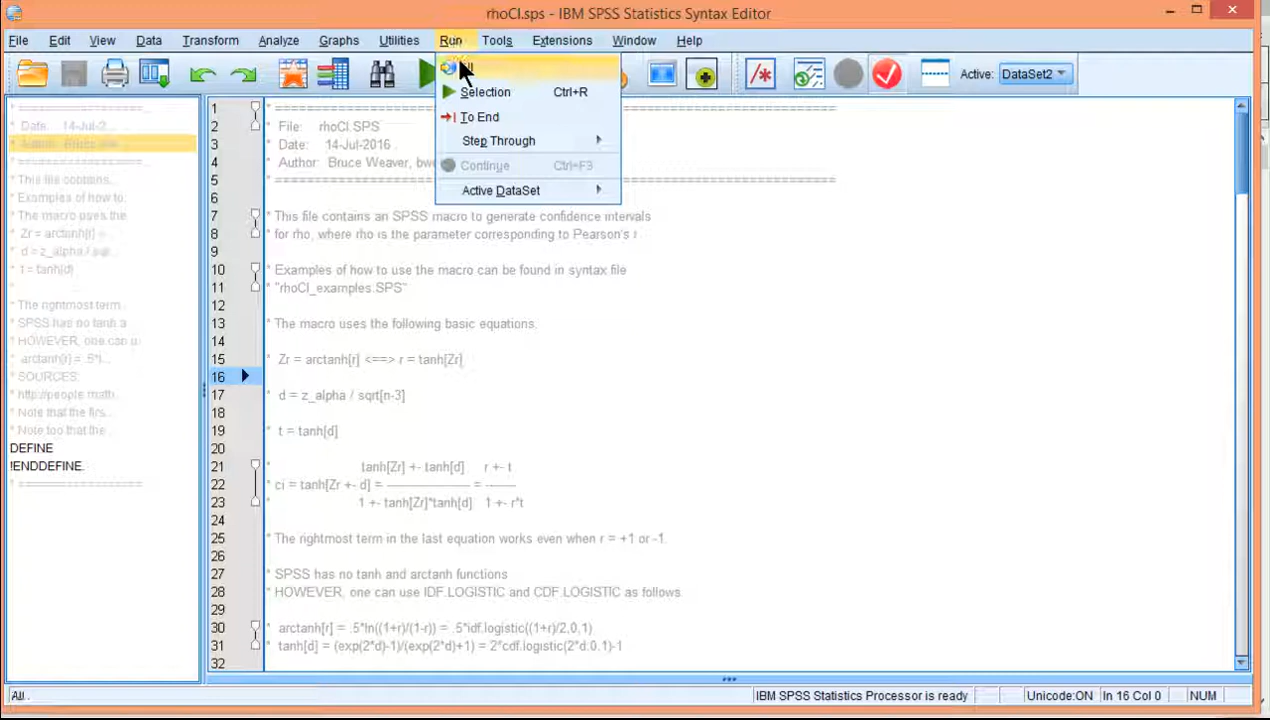 rhoCI.sps - IBM SPSS Statistics Syntax Editor
File Edit View Data Transform Analyze Graphs Utilities Run Tools Extensions Window Help
Active: DataSet2
Selection Ctrl+R
To End
Step Through
Continue Ctrl+F3
Active DataSet
* ====================
* Date: 14-Jul-2...
* ====================
* This file contains...
* Examples of how to:
* The macro uses the
* Zr = arctanh[r] =
* d = z_alpha / sqr...
* t = tanh[d]
* The rightmost term
* SPSS has no tanh a
* HOWEVER, one can u
* arctanh[r] = .5*l...
* SOURCES:
* http://people.math...
* Note that the firs...
* Note too that the...
DEFINE
!ENDDEFINE.
* ====================
1
2 * File: rhoCI.SPS
3 * Date: 14-Jul-2016
4 * Author: Bruce Weaver, bw
5
6
7 * This file contains an SPSS macro to generate confidence intervals
8 * for rho, where rho is the parameter corresponding to Pearson's r.
9
10 * Examples of how to use the macro can be found in syntax file
11 * "rhoCI_examples.SPS"
12
13 * The macro uses the following basic equations.
14
15 * Zr = arctanh[r] <==> r = tanh[Zr]
16
17 * d = z_alpha / sqrt[n-3]
18
19 * t = tanh[d]
20
21 * tanh[Zr] +- tanh[d] r +- t
22 * ci = tanh[Zr +- d] = ------------------------- = --------
23 * 1 +- tanh[Zr]*tanh[d] 1 +- r*t
24
25 * The rightmost term in the last equation works even when r = +1 or -1.
26
27 * SPSS has no tanh and arctanh functions
28 * HOWEVER, one can use IDF.LOGISTIC and CDF.LOGISTIC as follows
29
30 * arctanh[r] = .5*ln((1+r)/(1-r)) = .5*idf.logistic((1+r)/2,0,1)
31 * tanh[d] = (exp(2*d)-1)/(exp(2*d)+1) = 2*cdf.logistic(2*d,0,1)-1
32
All. IBM SPSS Statistics Processor is ready Unicode:ON In 16 Col 0 NUM